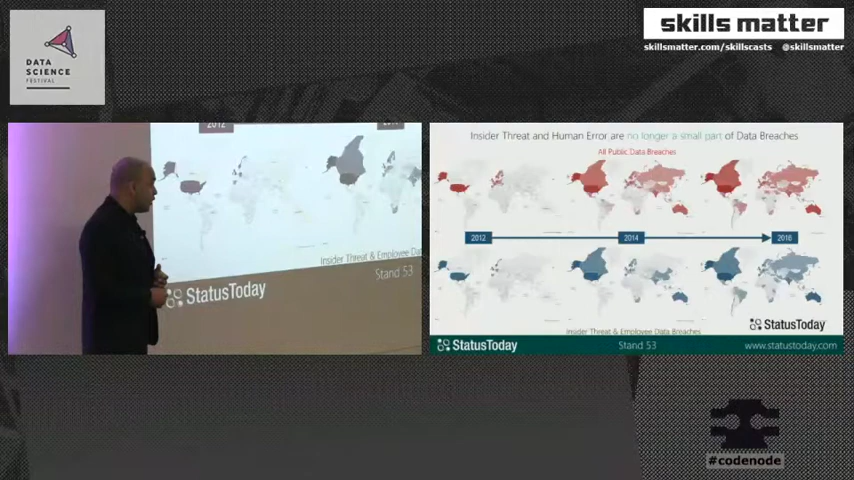 DATA
SCIENCE
FESTIVAL
skills matter
skillsmatter.com/skillscasts @skillsmatter
2012
Insider Threat & Employee Dat
Stand 53
StatusToday
Insider Threat and Human Error are no longer a small part of Data Breaches
All Public Data Breaches
2012
2014
2016
Insider Threat & Employee Data Breaches
StatusToday
StatusToday
Stand 53
www.statustoday.com
#codenode